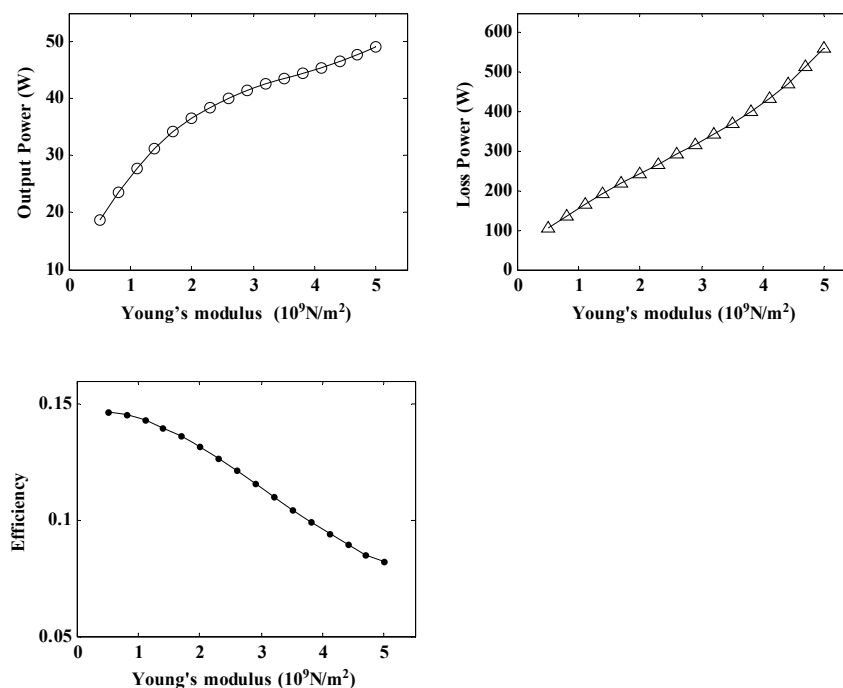 50
40
30
20
10
0 1 2 3 4 5
Output Power (W)
Young’s modulus (10⁹N/m²)
600
500
400
300
200
100
0
0 1 2 3 4 5
Loss Power (W)
Young's modulus (10⁹N/m²)
0.15
0.1
0.05
0 1 2 3 4 5
Efficiency
Young's modulus (10⁹N/m²)